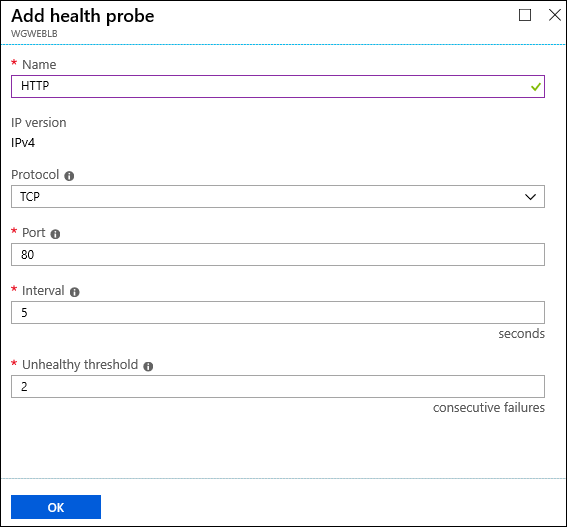 Add health probe
WGWEBLB
* Name
HTTP
IP version
IPv4
Protocol
TCP
* Port
80
* Interval
5
seconds
* Unhealthy threshold
2
consecutive failures
OK